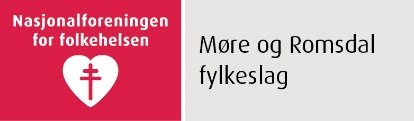 Nasjonalforeningen
for folkehelsen
Møre og Romsdal
fylkeslag